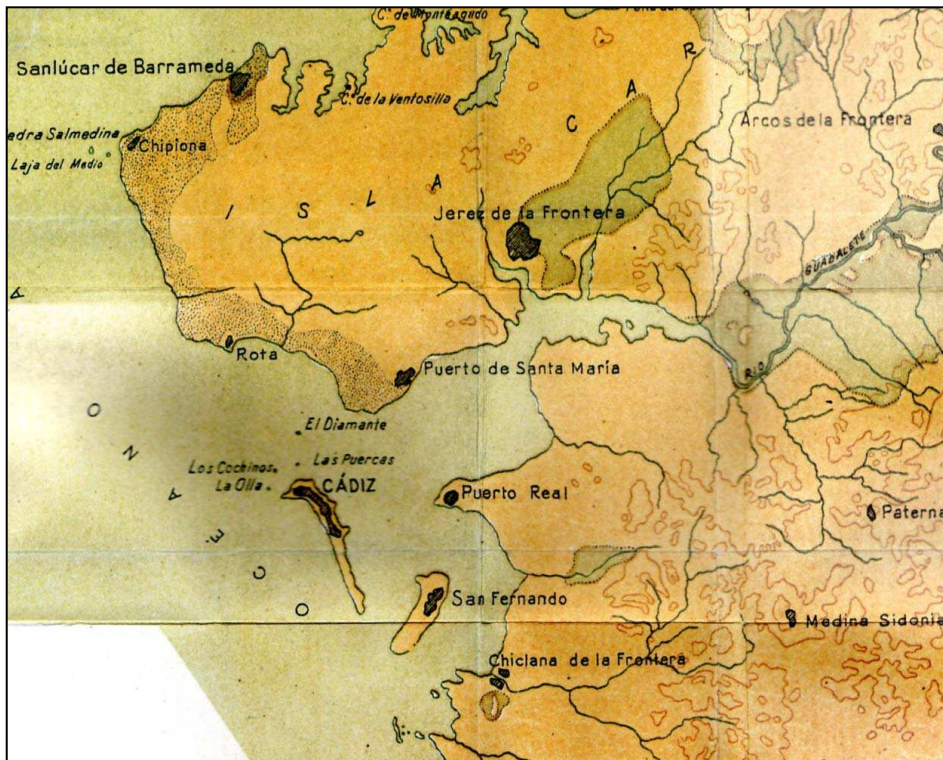 C. de Monteagudo
Sanlúcar de Barrameda
C. de la Ventosilla
C A R
Arcos de la Frontera
edra Salmedina
Chipiona
Laja del Medio
I S L A
Jerez de la Frontera
GUADALETE
RIO
A
Rota
Puerto de Santa María
O N A E C O
El Diamante
Los Cochinos
Las Puercas
La Olla
CÁDIZ
Puerto Real
Paterna
San Fernando
Medina Sidonia
Chiclana de la Frontera